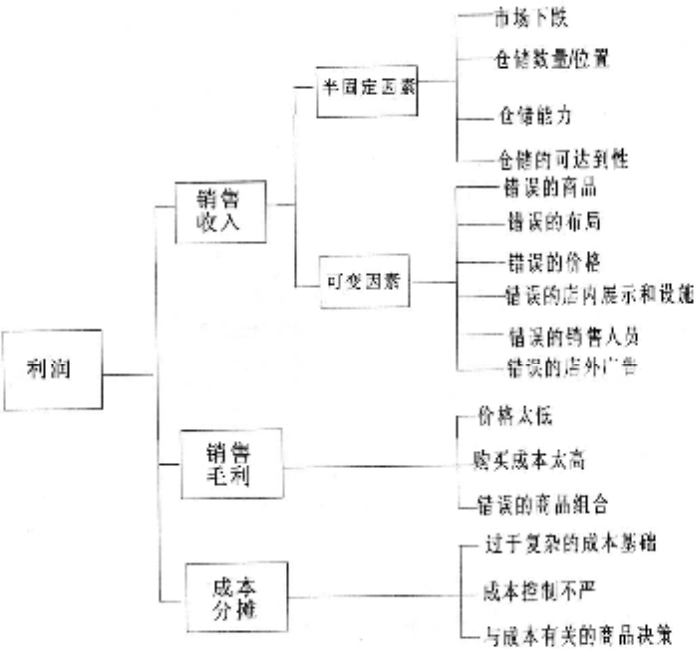 市场下跌
仓储数量/位置
半固定因素
仓储能力
仓储的可达到性
销售
收入
错误的商品
错误的布局
错误的价格
可变因素
错误的店内展示和设施
错误的销售人员
错误的店外广告
利润
价格太低
销售
毛利
购买成本太高
错误的商品组合
过于复杂的成本基础
成本
分摊
成本控制不严
与成本有关的商品决策